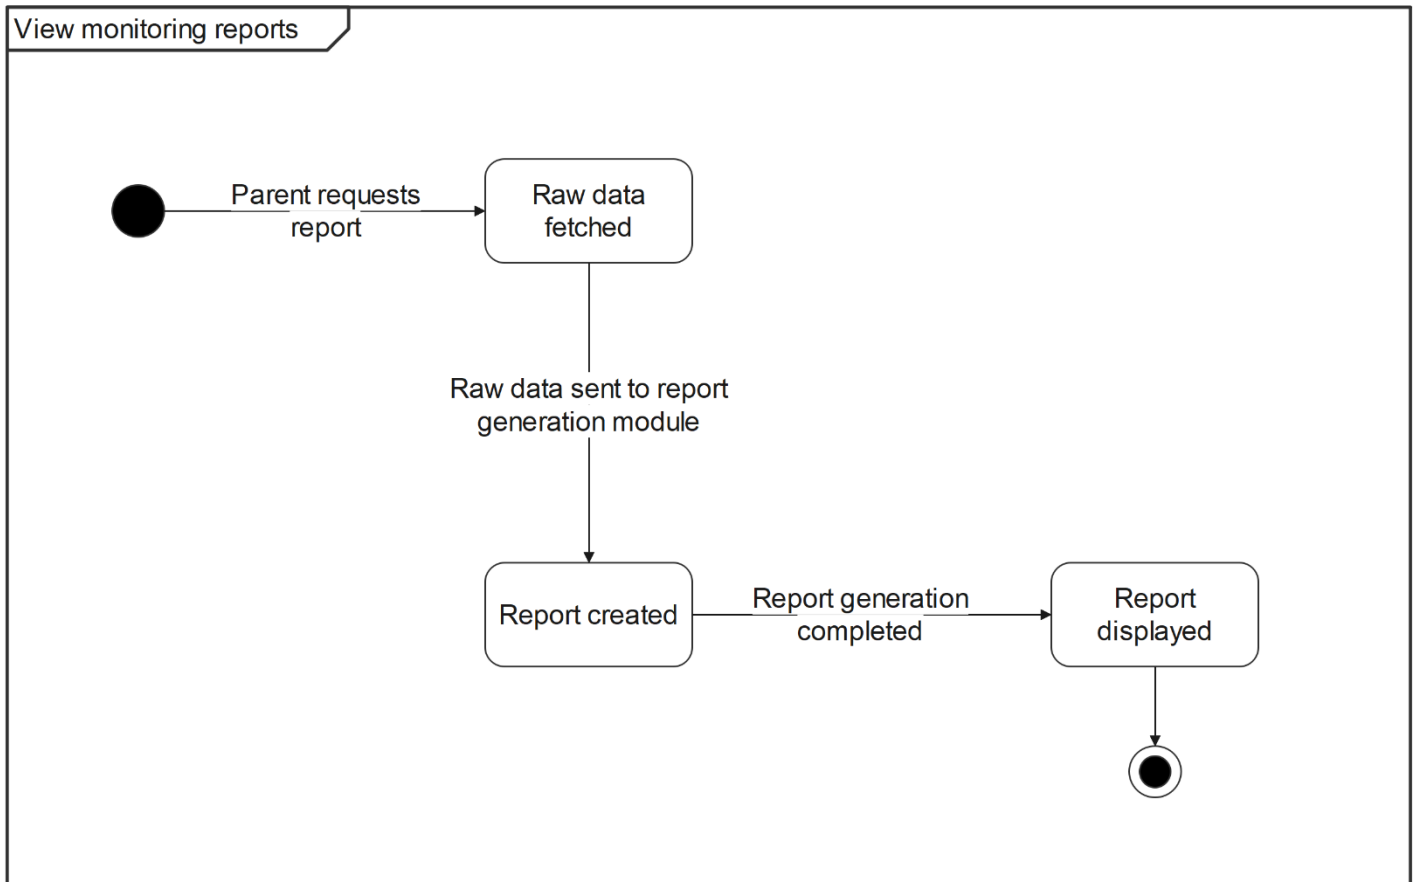 View monitoring reports
Parent requests
report
Raw data
fetched
Raw data sent to report
generation module
Report created
Report generation
completed
Report
displayed